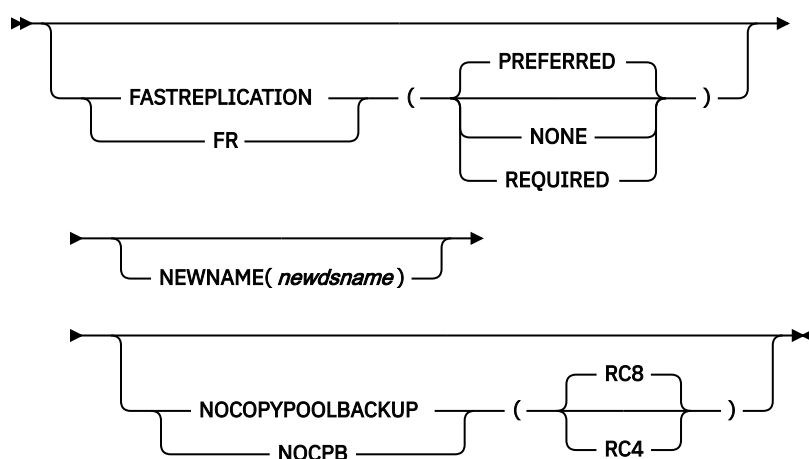 PREFERRED
FASTREPLICATION ( NONE )
FR REQUIRED
NEWNAME( newdsname )
RC8
NOCOPYPOOLBACKUP ( )
NOCPB RC4